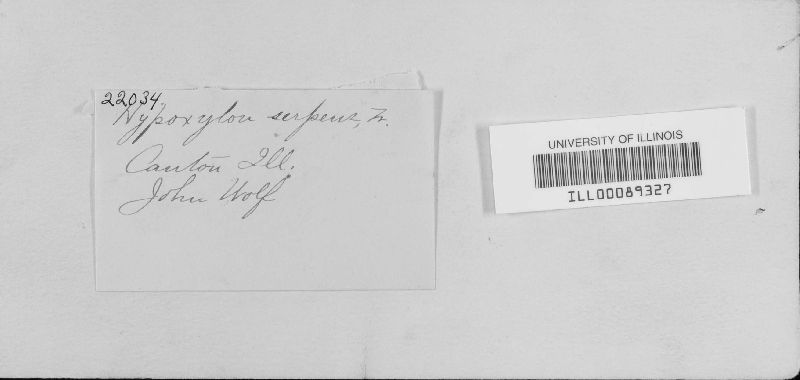 22034
Hypoxylon serpens, Fr.
Canton Ill.
John Wolf
UNIVERSITY OF ILLINOIS
ILL00089327